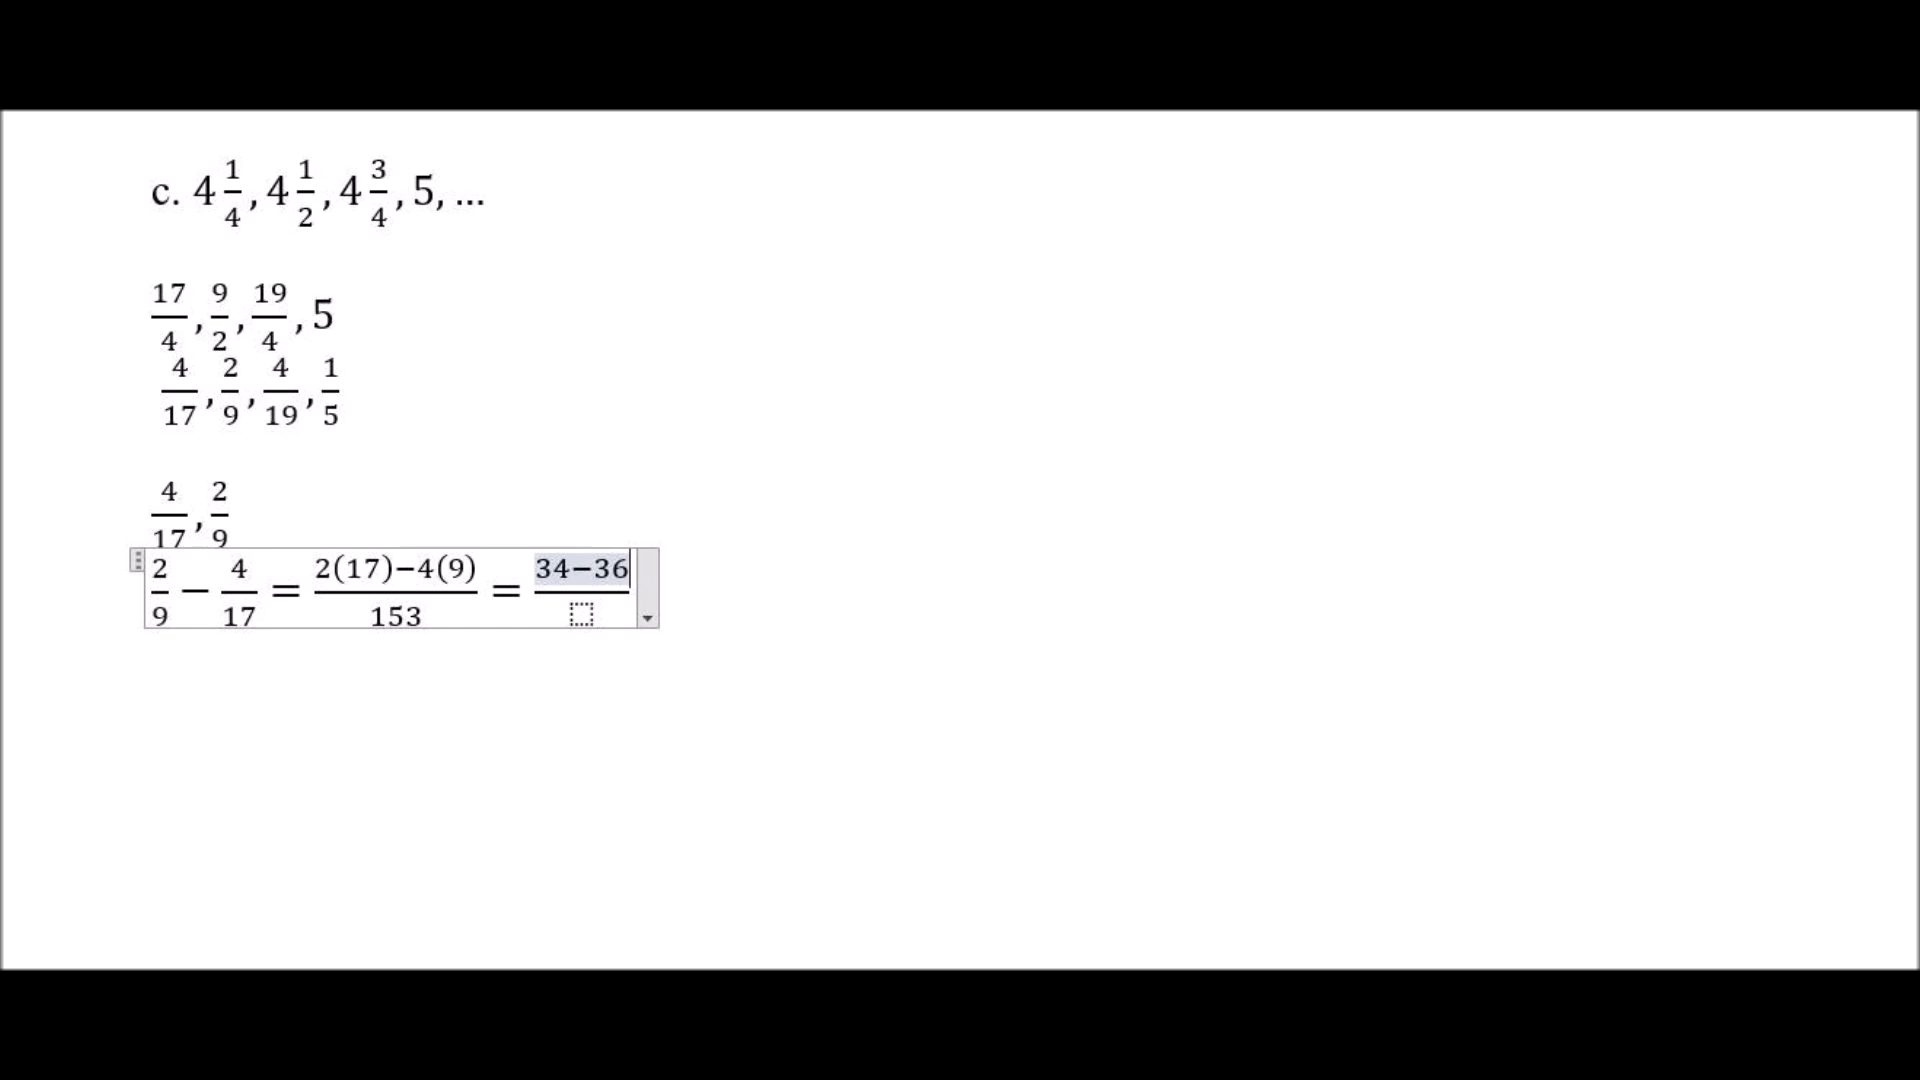 c. 4 1/4, 4 1/2, 4 3/4, 5, ...
17/4, 9/2, 19/4, 5
4/17, 2/9, 4/19, 1/5
4/17, 2/9
2/9 − 4/17 = 2(17)−4(9)/153 = 34−36/